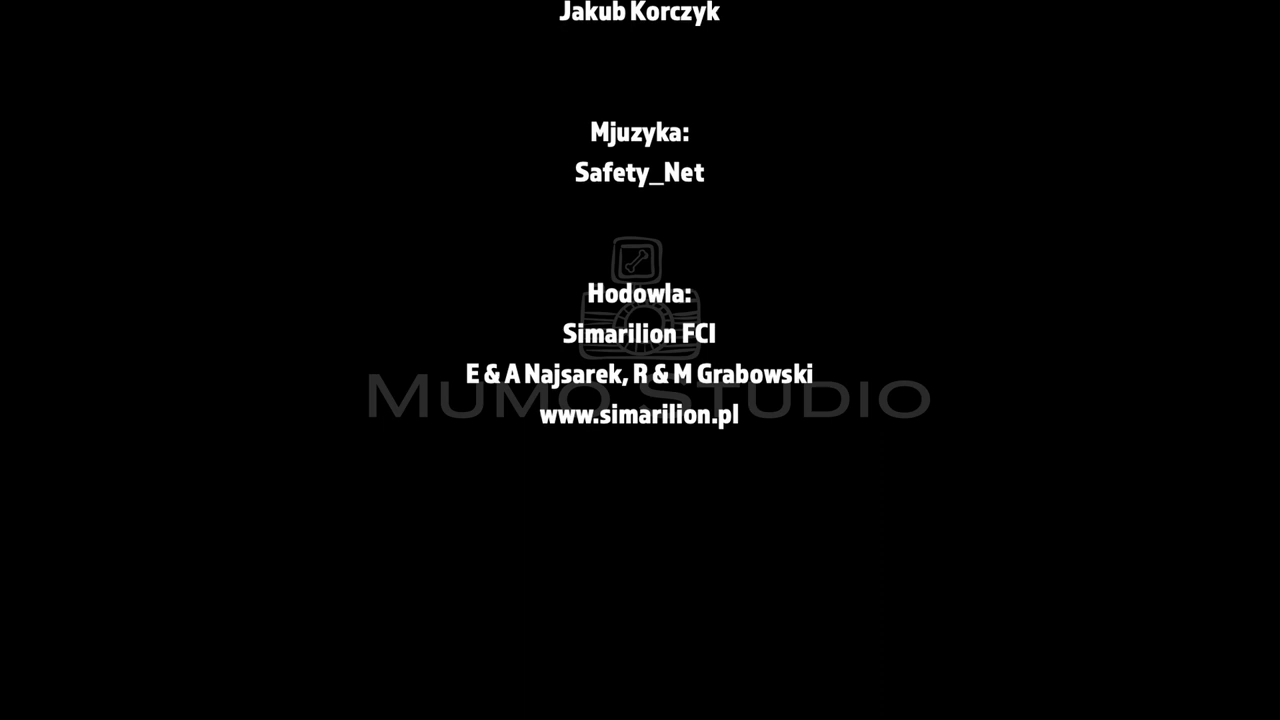 Jakub Korczyk
Mjuzyka:
Safety_Net
Hodowla:
Simarilion FCI
E & A Najsarek, R & M Grabowski
www.simarilion.pl
MUMO STUDIO